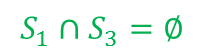 S₁ ∩ S₃ = ∅